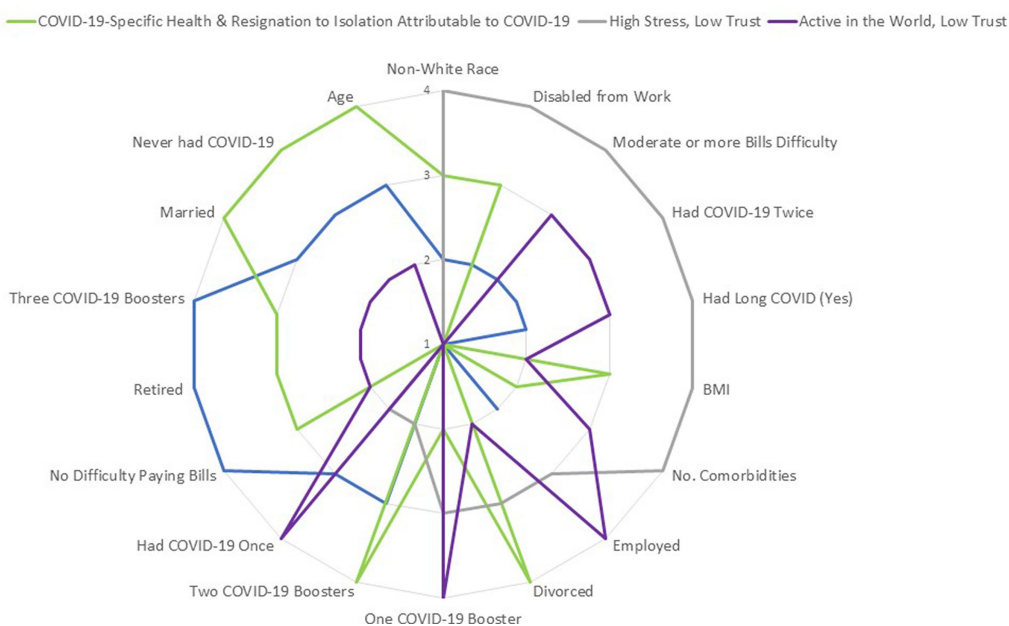 COVID-19-Specific Health & Resignation to Isolation Attributable to COVID-19 High Stress, Low Trust Active in the World, Low Trust
Non-White Race
4
Age
Disabled from Work
Never had COVID-19
Moderate or more Bills Difficulty
3
Married
Had COVID-19 Twice
2
Three COVID-19 Boosters
Had Long COVID (Yes)
1
Retired
BMI
No Difficulty Paying Bills
No. Comorbidities
Had COVID-19 Once
Employed
Two COVID-19 Boosters
Divorced
One COVID-19 Booster